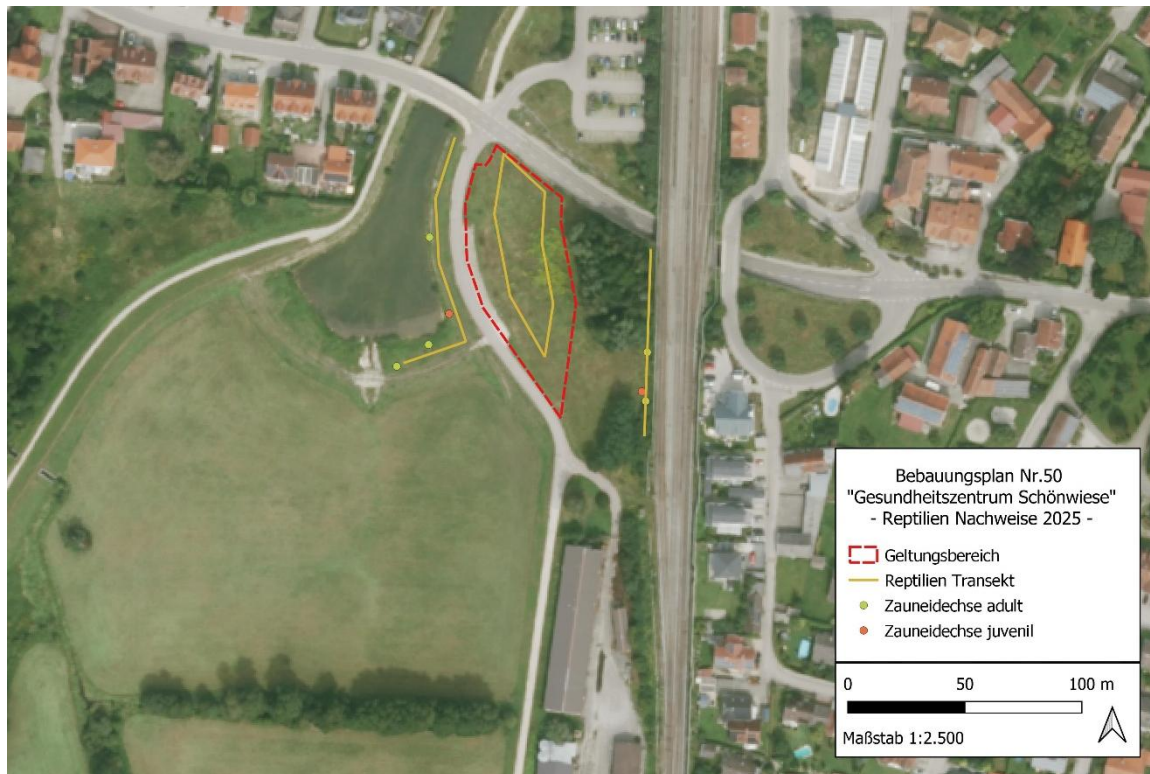 Bebauungsplan Nr.50
"Gesundheitszentrum Schönwiese"
- Reptilien Nachweise 2025 -
Geltungsbereich
Reptilien Transekt
Zauneidechse adult
Zauneidechse juvenil
0 50 100 m
Maßstab 1:2.500